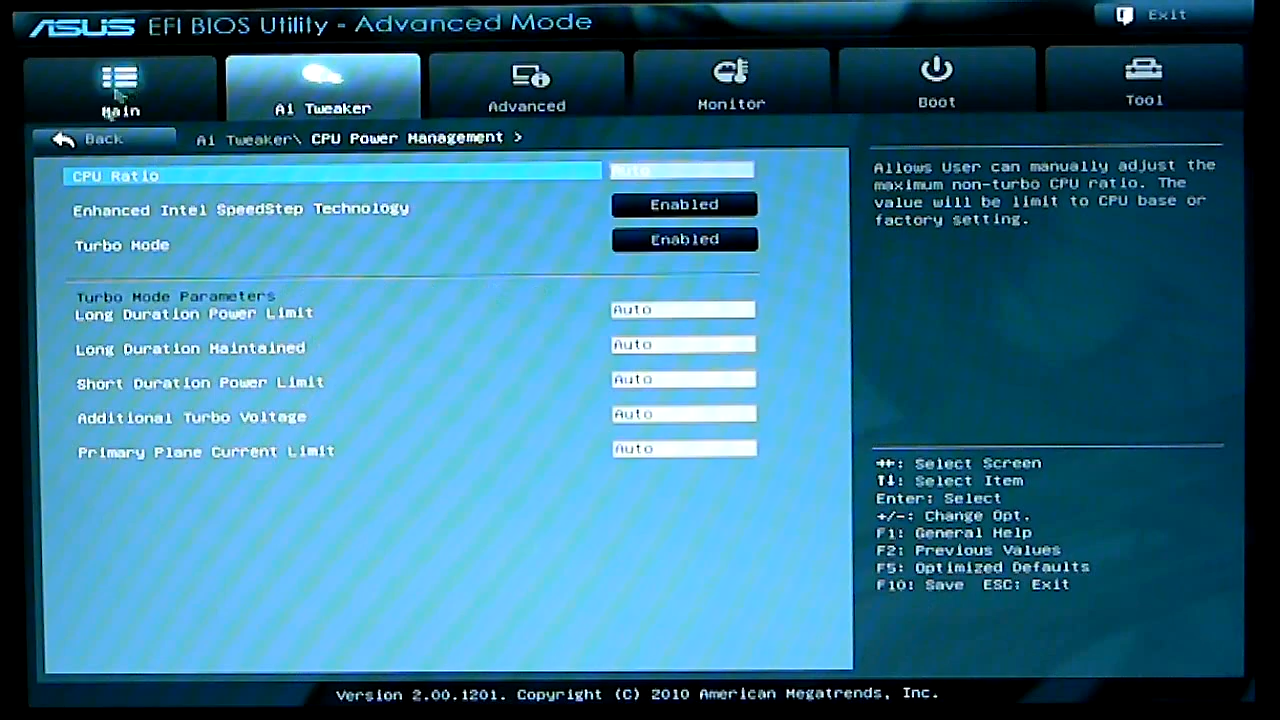 ASUS EFI BIOS Utility - Advanced Mode
Exit
Main
Ai Tweaker
Advanced
Monitor
Boot
Tool
Back
Ai Tweaker\ CPU Power Management >
CPU Ratio Auto
Enhanced Intel SpeedStep Technology Enabled
Turbo Mode Enabled
Turbo Mode Parameters
Long Duration Power Limit Auto
Long Duration Maintained Auto
Short Duration Power Limit Auto
Additional Turbo Voltage Auto
Primary Plane Current Limit Auto
Allows User can manually adjust the
maximum non-turbo CPU ratio. The
value will be limit to CPU base or
factory setting.
→←: Select Screen
↑↓: Select Item
Enter: Select
+/-: Change Opt.
F1: General Help
F2: Previous Values
F5: Optimized Defaults
F10: Save ESC: Exit
Version 2.00.1201. Copyright (C) 2010 American Megatrends, Inc.